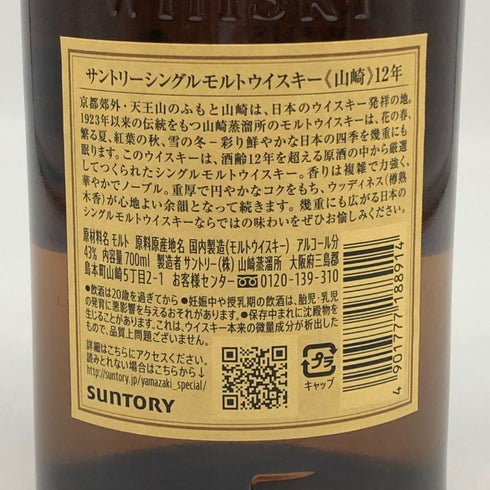 WHISKY
サントリーシングルモルトウイスキー《山崎》12年
京都郊外・天王山のふもと山崎は、日本のウイスキー発祥の地。
1923年以来の伝統をもつ山崎蒸溜所のモルトウイスキーは、花の春、
繁る夏、紅葉の秋、雪の冬−彩り鮮やかな日本の四季を幾重にも
眠ります。このウイスキーは、酒齢12年を超える原酒の中から厳選
してつくられたシングルモルトウイスキー。香りは複雑で力強く、
華やかでノーブル。重厚で円やかなコクをもち、ウッディネス(樽熟
木香)が心地よい余韻となって続きます。幾重にも広がる日本の
シングルモルトウイスキーならではの味わいをぜひお愉しみください。
原材料名 モルト 原料原産地名 国内製造(モルトウイスキー) アルコール分
43% 内容量700ml 製造者 サントリー(株) 山崎蒸溜所 大阪府三島郡
島本町山崎5丁目2-1 お客様センター 0120-139-310
●飲酒は20歳を過ぎてから ●妊娠中や授乳期の飲酒は、胎児・乳児
の発育に悪影響を与えるおそれがあります。●保存中まれに沈殿物を
生じることがあります。これは、ウイスキー本来の微量成分が析出した
もので、品質上問題ございません。
詳細はこちらにアクセスください。
読みとれない場合はこちらから
http://suntory.jp/yamazaki_special/
SUNTORY
プラ
キャップ
4901777188914